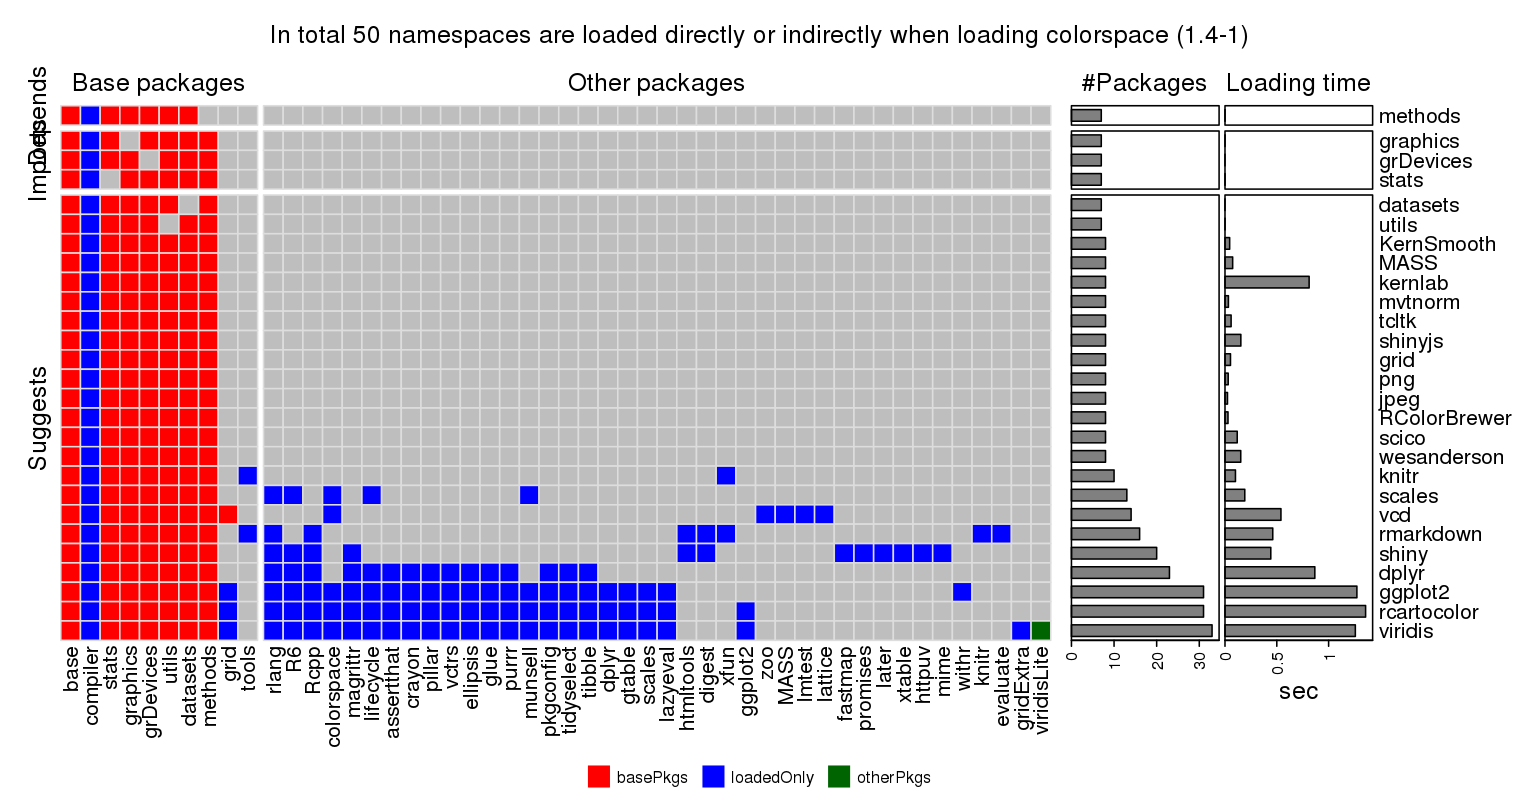 In total 50 namespaces are loaded directly or indirectly when loading colorspace (1.4-1)
Base packages
Other packages
#Packages
Loading time
Depends
Imports
Suggests
methods
graphics
grDevices
stats
datasets
utils
KernSmooth
MASS
kernlab
mvtnorm
tcltk
shinyjs
grid
png
jpeg
RColorBrewer
scico
wesanderson
knitr
scales
vcd
rmarkdown
shiny
dplyr
ggplot2
rcartocolor
viridis
base
compiler
stats
graphics
grDevices
utils
datasets
methods
grid
tools
rlang
R6
Rcpp
colorspace
magrittr
lifecycle
assertthat
crayon
pillar
vctrs
ellipsis
glue
purrr
munsell
pkgconfig
tidyselect
tibble
dplyr
gtable
scales
lazyeval
htmltools
digest
xfun
ggplot2
zoo
MASS
lmtest
lattice
fastmap
promises
later
xtable
httpuv
mime
withr
knitr
evaluate
gridExtra
viridisLite
0
10
20
30
0
0.5
1
sec
basePkgs
loadedOnly
otherPkgs